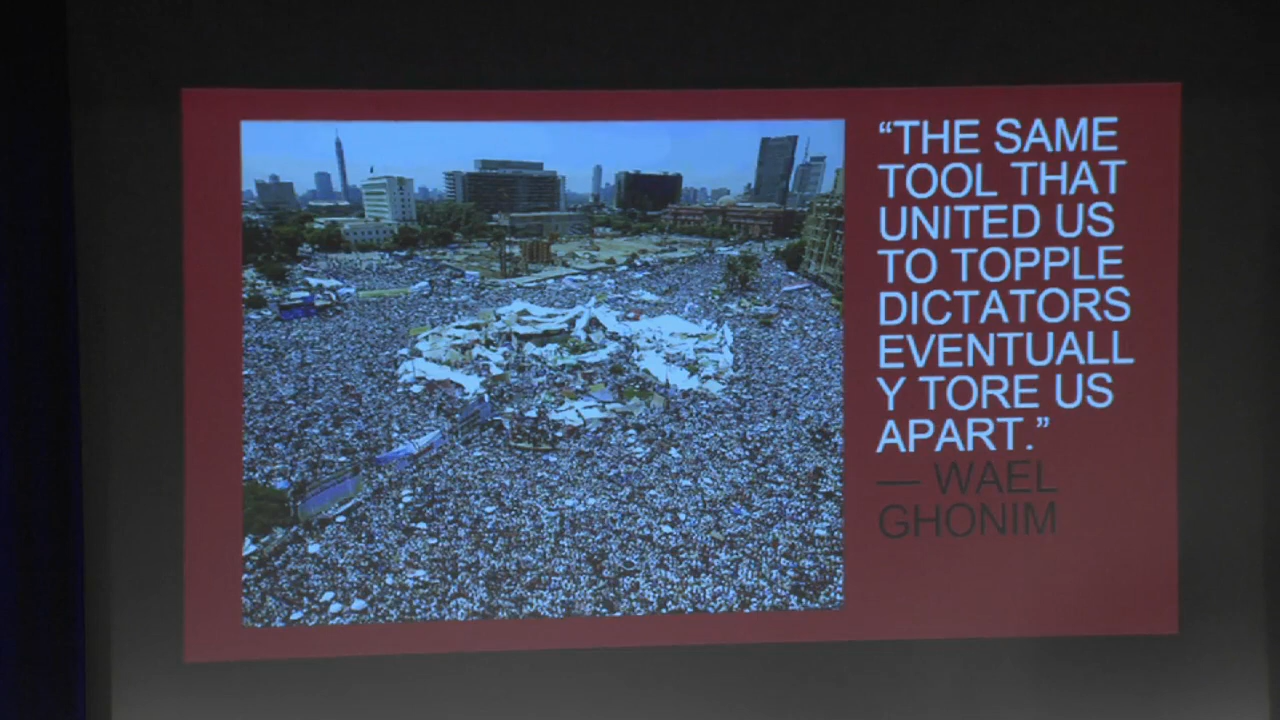 “THE SAME
TOOL THAT
UNITED US
TO TOPPLE
DICTATORS
EVENTUALL
Y TORE US
APART.”
— WAEL
GHONIM